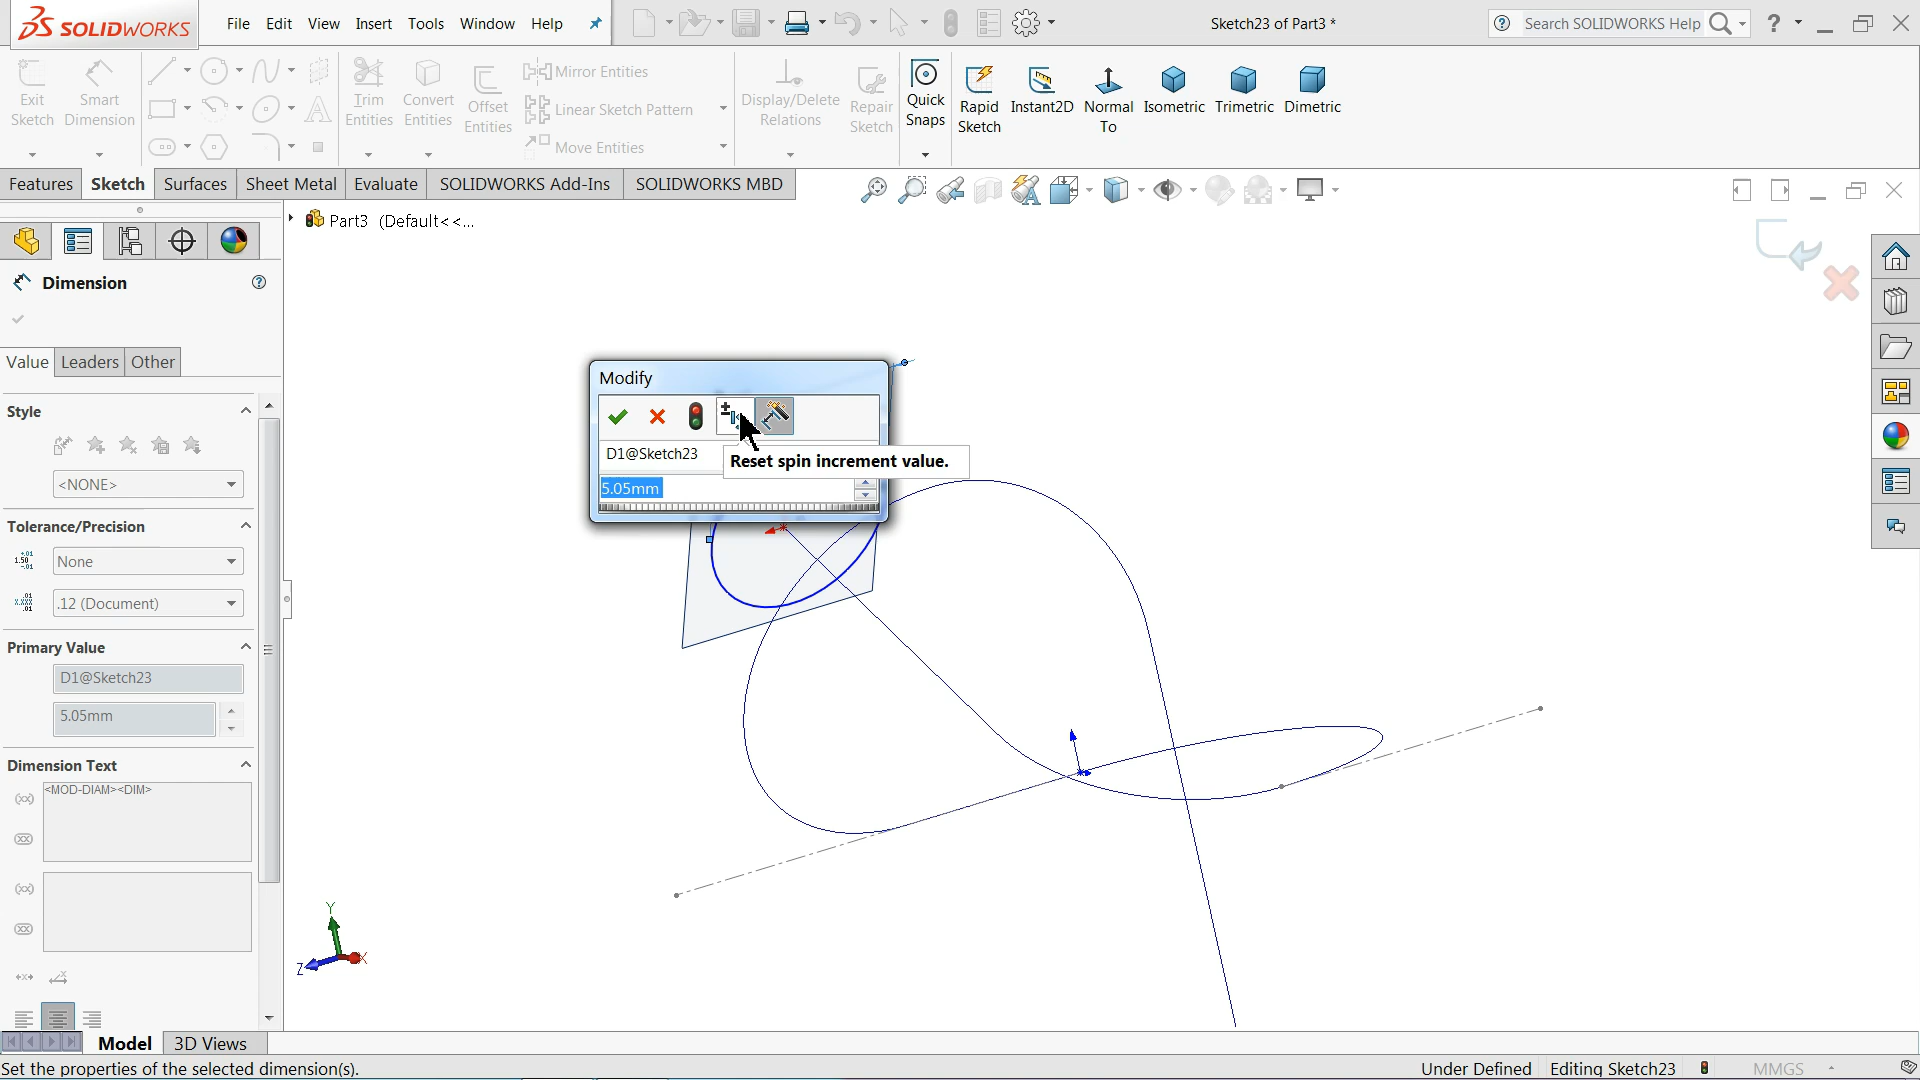 SOLIDWORKS
File Edit View Insert Tools Window Help
Sketch23 of Part3 *
Search SOLIDWORKS Help
Exit Sketch
Smart Dimension
Trim Entities
Convert Entities
Offset Entities
Mirror Entities
Linear Sketch Pattern
Move Entities
Display/Delete Relations
Repair Sketch
Quick Snaps
Rapid Sketch
Instant2D
Normal To
Isometric
Trimetric
Dimetric
Features Sketch Surfaces Sheet Metal Evaluate SOLIDWORKS Add-Ins SOLIDWORKS MBD
Part3 (Default<<...
Dimension
Value Leaders Other
Style
<NONE>
Tolerance/Precision
None
.12 (Document)
Primary Value
D1@Sketch23
5.05mm
Dimension Text
<MOD-DIAM><DIM>
Modify
D1@Sketch23
Reset spin increment value.
5.05mm
Y
Z
X
Model 3D Views
Set the properties of the selected dimension(s).
Under Defined Editing Sketch23 MMGS